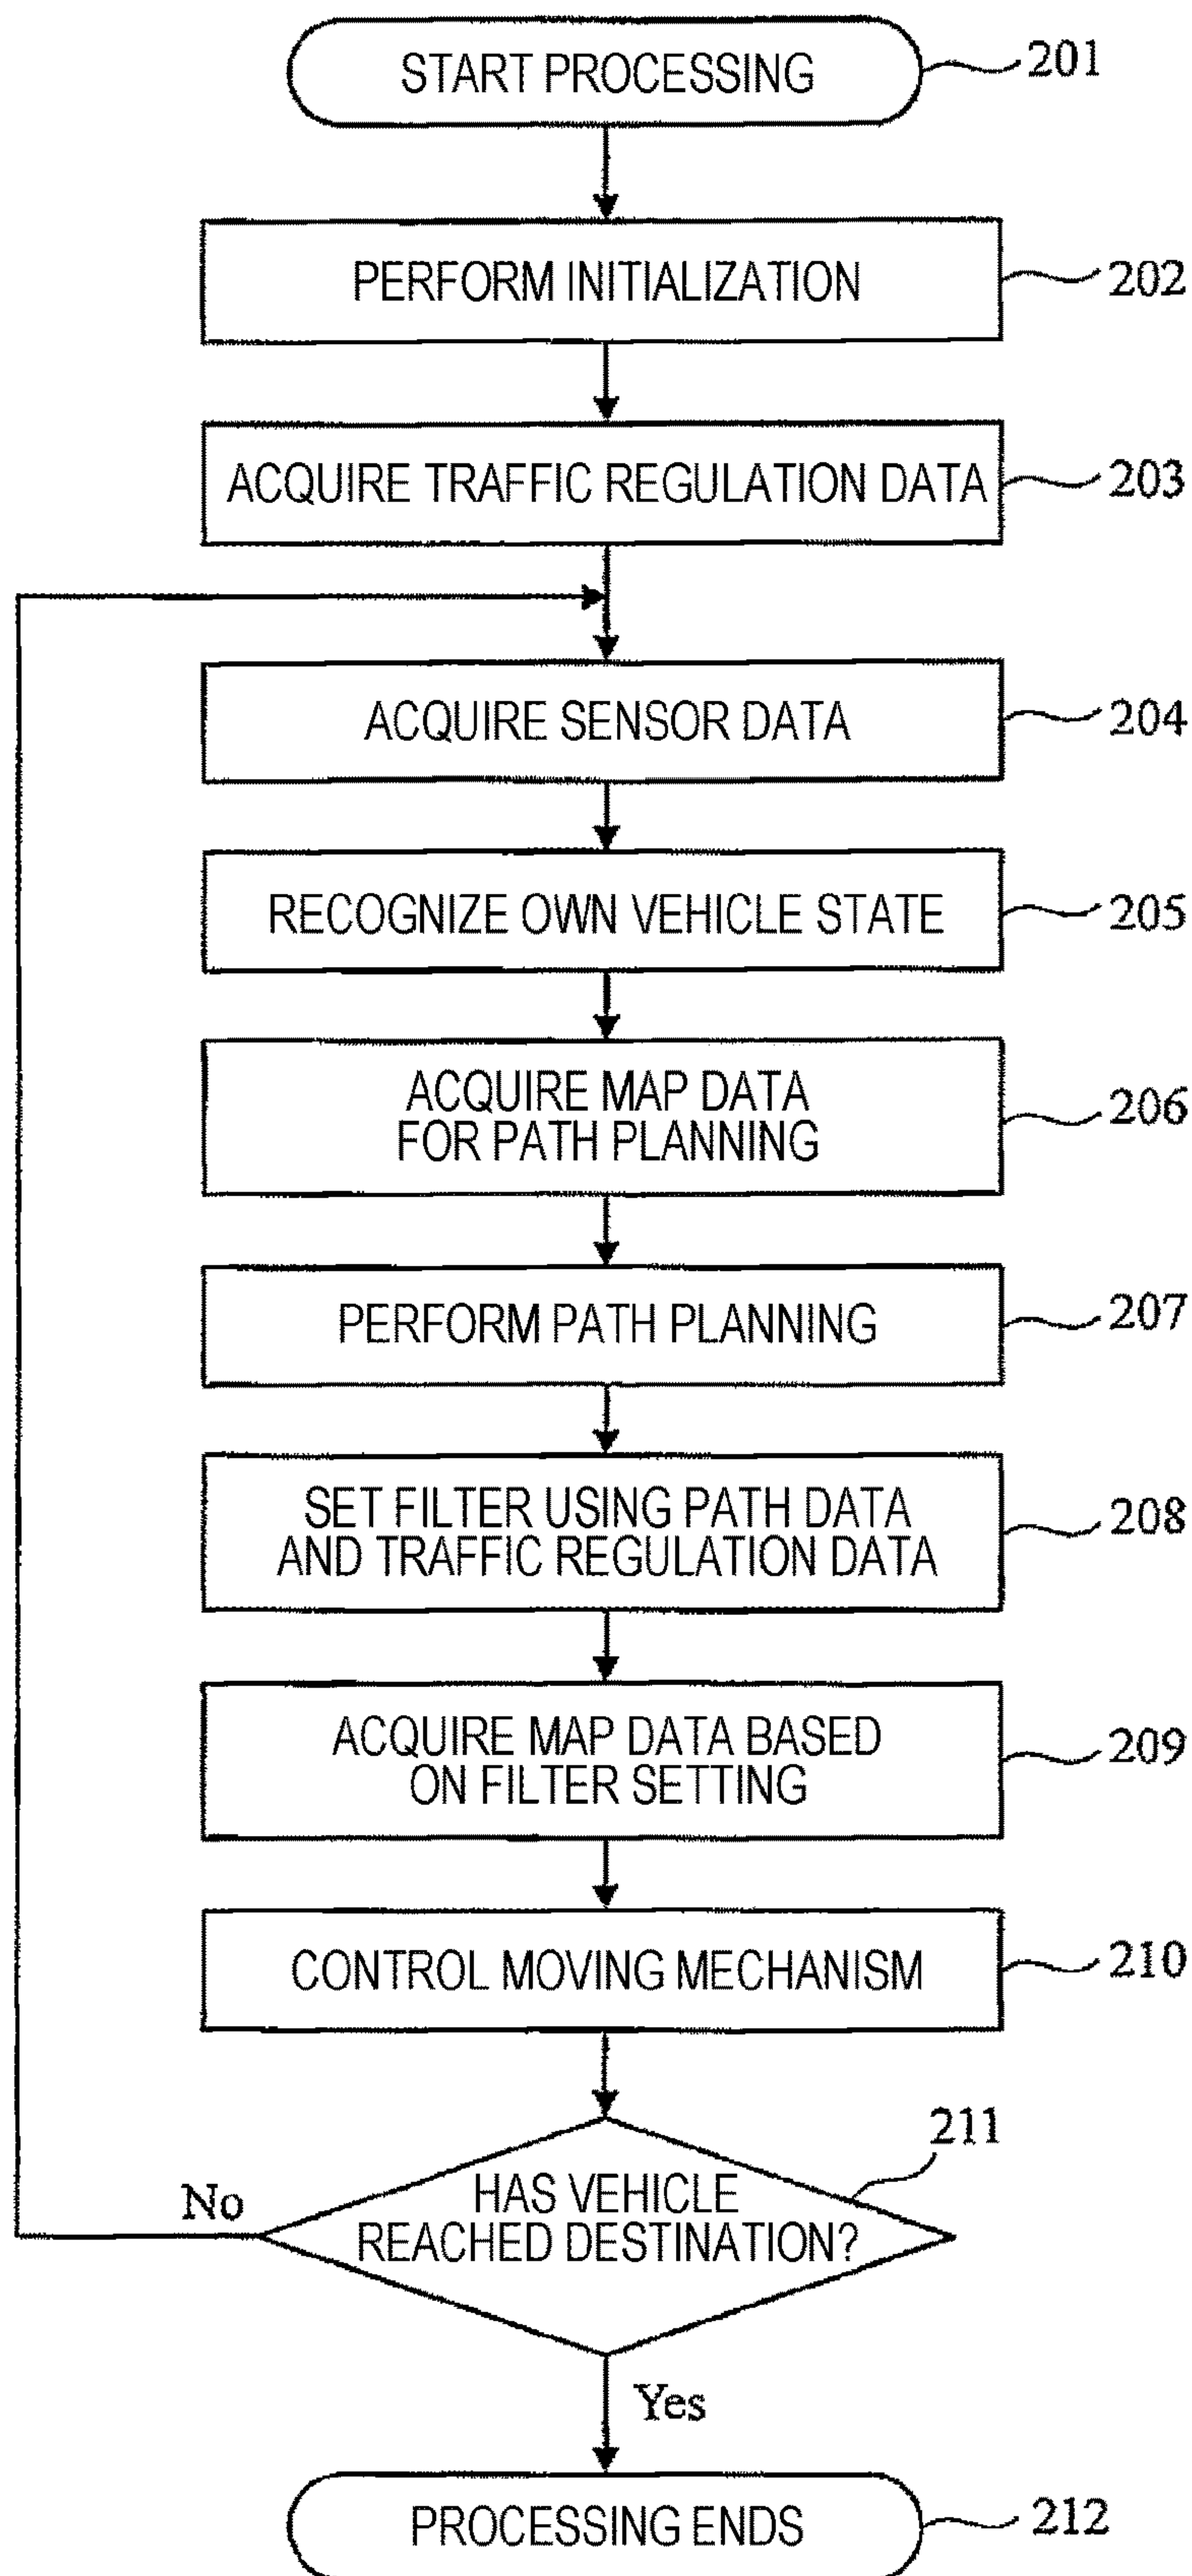 START PROCESSING
201
PERFORM INITIALIZATION
202
ACQUIRE TRAFFIC REGULATION DATA
203
ACQUIRE SENSOR DATA
204
RECOGNIZE OWN VEHICLE STATE
205
ACQUIRE MAP DATA
FOR PATH PLANNING
206
PERFORM PATH PLANNING
207
SET FILTER USING PATH DATA
AND TRAFFIC REGULATION DATA
208
ACQUIRE MAP DATA BASED
ON FILTER SETTING
209
CONTROL MOVING MECHANISM
210
211
HAS VEHICLE
REACHED DESTINATION?
No
Yes
PROCESSING ENDS
212